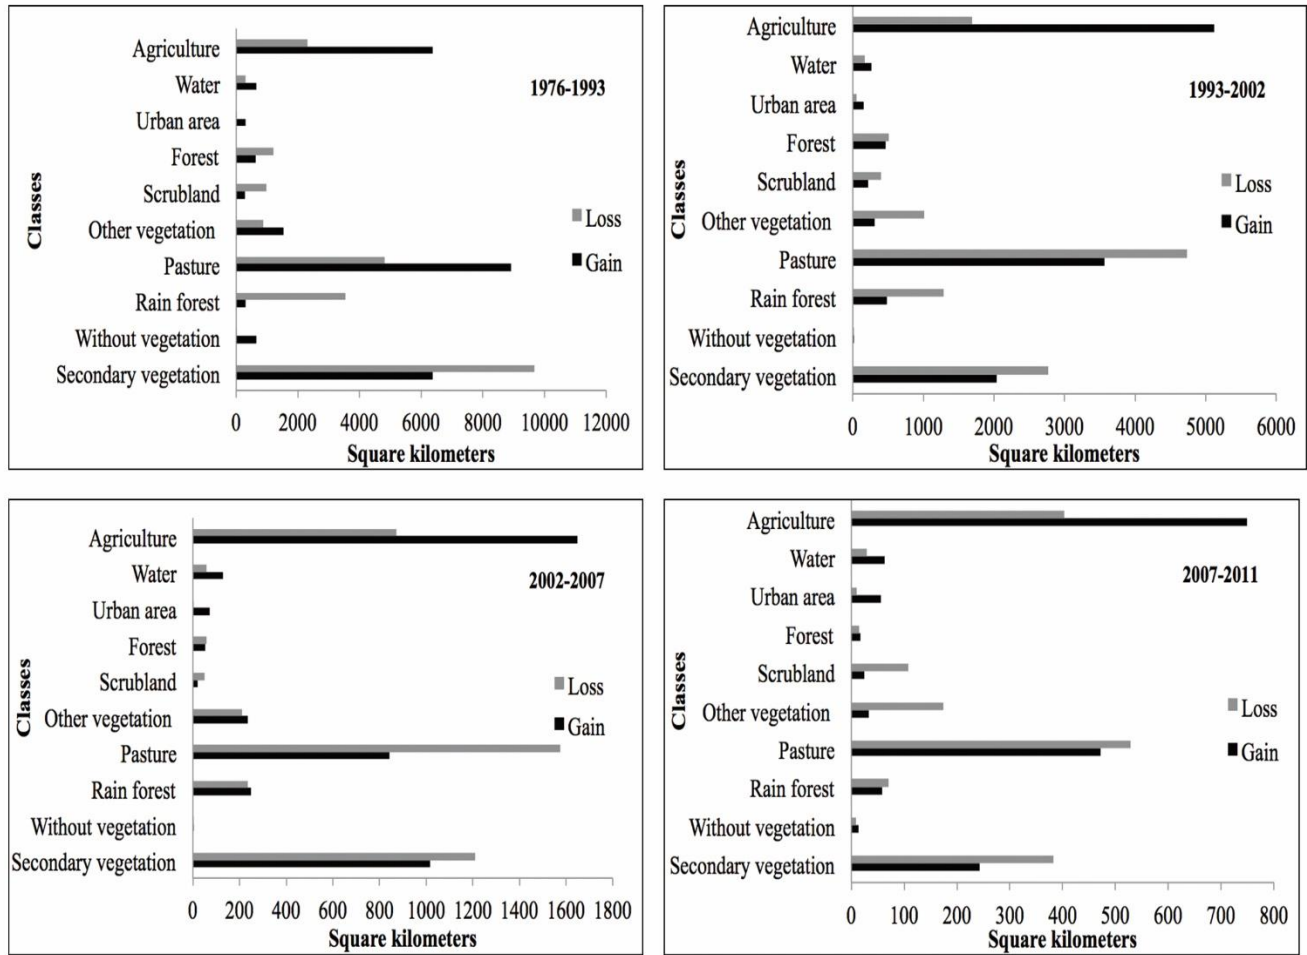 Agriculture
Water
1976-1993
Urban area
Forest
Scrubland
Loss
Other vegetation
Gain
Classes
Pasture
Rain forest
Without vegetation
Secondary vegetation
0 2000 4000 6000 8000 10000 12000
Square kilometers
Agriculture
Water
1993-2002
Urban area
Forest
Scrubland
Loss
Other vegetation
Gain
Classes
Pasture
Rain forest
Without vegetation
Secondary vegetation
0 1000 2000 3000 4000 5000 6000
Square kilometers
Agriculture
Water
2002-2007
Urban area
Forest
Scrubland
Loss
Other vegetation
Gain
Classes
Pasture
Rain forest
Without vegetation
Secondary vegetation
0 200 400 600 800 1000 1200 1400 1600 1800
Square kilometers
Agriculture
Water
2007-2011
Urban area
Forest
Scrubland
Loss
Other vegetation
Gain
Classes
Pasture
Rain forest
Without vegetation
Secondary vegetation
0 100 200 300 400 500 600 700 800
Square kilometers